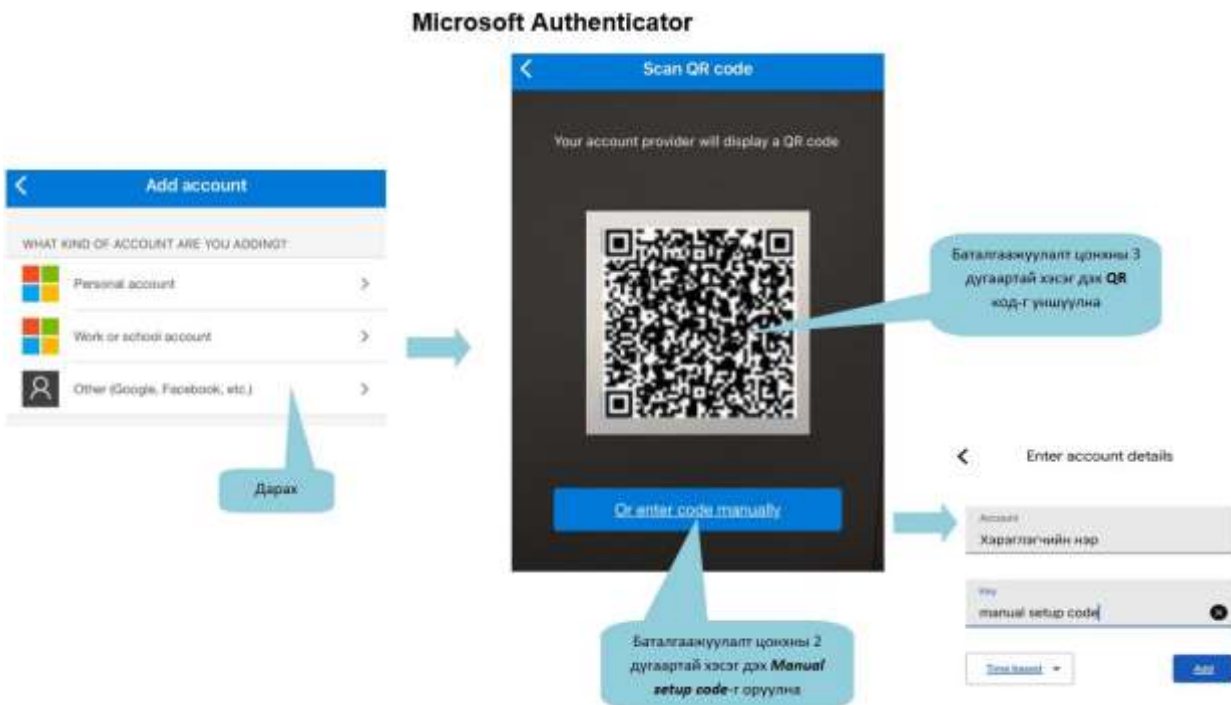 Microsoft Authenticator
Add account
WHAT KIND OF ACCOUNT ARE YOU ADDING?
Personal account
Work or school account
Other (Google, Facebook, etc.)
Дарах
Scan QR code
Your account provider will display a QR code
Баталгаажуулалт цонхны 3
дугаартай хэсэг дэх QR
код-г уншуулна
Or enter code manually
Баталгаажуулалт цонхны 2
дугаартай хэсэг дэх Manual
setup code-г оруулна
Enter account details
Account
Хэрэглэгчийн нэр
Key
manual setup code
Time based
Add